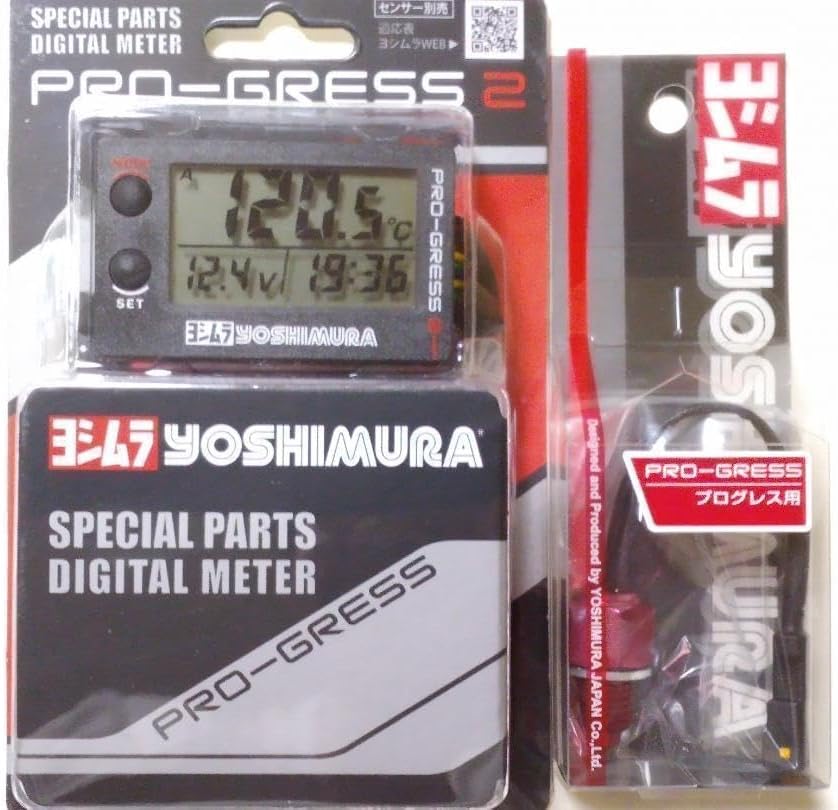 SPECIAL PARTS
DIGITAL METER
センサー別売
適応表
ヨシムラWEB▶
PRO-GRESS 2
A
120.5℃
12.4V
19:36
SET
PRO-GRESS 2
ヨシムラ YOSHIMURA
ヨシムラ YOSHIMURA®
SPECIAL PARTS
DIGITAL METER
PRO-GRESS
ヨシムラ YOSHIMURA
PRO-GRESS
プログレス用
Designed and Produced by YOSHIMURA JAPAN Co.,Ltd.